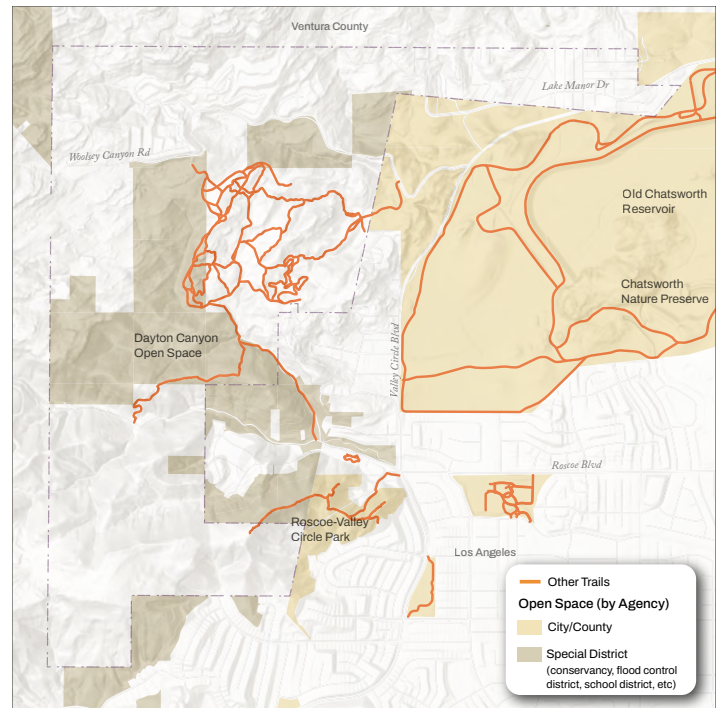 Ventura County
Lake Manor Dr
Woolsey Canyon Rd
Old Chatsworth
Reservoir
Chatsworth
Nature Preserve
Dayton Canyon
Open Space
Valley Circle Blvd
Roscoe Blvd
Roscoe-Valley
Circle Park
Los Angeles
Other Trails
Open Space (by Agency)
City/County
Special District
(conservancy, flood control
district, school district, etc)